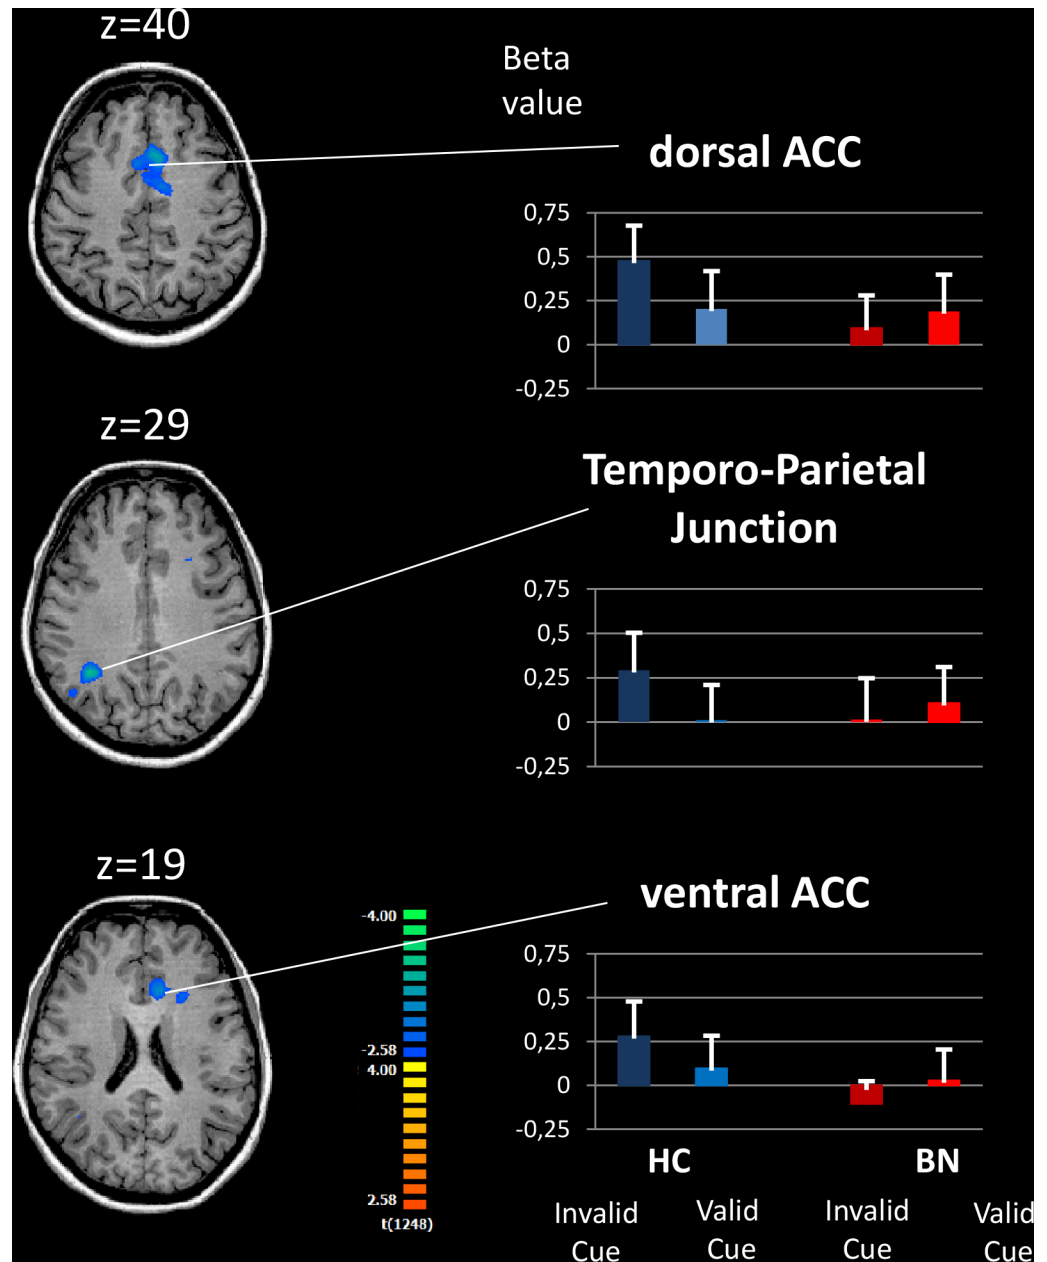 z=40
Beta
value
dorsal ACC
0,75
0,5
0,25
0
-0,25
z=29
Temporo-Parietal
Junction
0,75
0,5
0,25
0
-0,25
z=19
ventral ACC
-4.00
-2.58
4.00
2.58
t(1248)
0,75
0,5
0,25
0
-0,25
HC BN
Invalid Valid Invalid Valid
Cue Cue Cue Cue